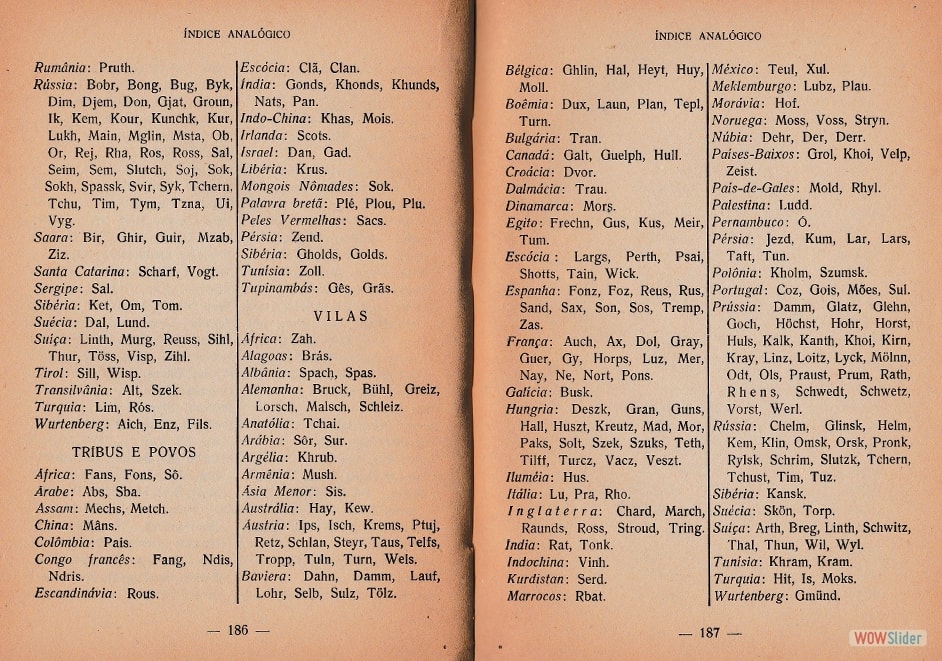 ÍNDICE ANALÓGICO
Rumânia: Pruth.
Rússia: Bobr, Bong, Bug, Byk,
Dim, Djem, Don, Gjat, Groun,
Ik, Kem, Kour, Kunchk, Kur,
Lukh, Main, Mglin, Msta, Ob,
Or, Rej, Rha, Ros, Ross, Sal,
Seim, Sem, Slutch, Soj, Sok,
Sokh, Spassk, Svir, Syk, Tchern,
Tchu, Tim, Tym, Tzna, Ui,
Vyg.
Saara: Bir, Ghir, Guir, Mzab,
Ziz.
Santa Catarina: Scharf, Vogt.
Sergipe: Sal.
Sibéria: Ket, Om, Tom.
Suécia: Dal, Lund.
Suiça: Linth, Murg, Reuss, Sihl,
Thur, Töss, Visp, Zihl.
Tirol: Sill, Wisp.
Transilvânia: Alt, Szek.
Turquia: Lim, Rós.
Wurtenberg: Aich, Enz, Fils.
TRÍBUS E POVOS
África: Fans, Fons, Sô.
Árabe: Abs, Sba.
Assam: Mechs, Metch.
China: Mâns.
Colômbia: Pais.
Congo francês: Fang, Ndis,
Ndris.
Escandinávia: Rous.
Escócia: Clã, Clan.
Índia: Gonds, Khonds, Khunds,
Nats, Pan.
Indo-China: Khas, Mois.
Irlanda: Scots.
Israel: Dan, Gad.
Libéria: Krus.
Mongois Nômades: Sok.
Palavra bretã: Plé, Plou, Plu.
Peles Vermelhas: Sacs.
Pérsia: Zend.
Sibéria: Gholds, Golds.
Tunísia: Zoll.
Tupinambás: Gês, Grãs.
VILAS
África: Zah.
Alagoas: Brás.
Albânia: Spach, Spas.
Alemanha: Bruck, Bühl, Greiz,
Lorsch, Malsch, Schleiz.
Anatólia: Tchai.
Arábia: Sôr, Sur.
Argélia: Khrub.
Armênia: Mush.
Ásia Menor: Sis.
Austrália: Hay, Kew.
Áustria: Ips, Isch, Krems, Ptuj,
Retz, Schlan, Steyr, Taus, Telfs,
Tropp, Tuln, Turn, Wels.
Baviera: Dahn, Damm, Lauf,
Lohr, Selb, Sulz, Tölz.
— 186 —
ÍNDICE ANALÓGICO
Bélgica: Ghlin, Hal, Heyt, Huy,
Moll.
Boêmia: Dux, Laun, Plan, Tepl,
Turn.
Bulgária: Tran.
Canadá: Galt, Guelph, Hull.
Croácia: Dvor.
Dalmácia: Trau.
Dinamarca: Mors.
Egito: Frechn, Gus, Kus, Meir,
Tum.
Escócia: Largs, Perth, Psai,
Shotts, Tain, Wick.
Espanha: Fonz, Foz, Reus, Rus,
Sand, Sax, Son, Sos, Tremp,
Zas.
França: Auch, Ax, Dol, Gray,
Guer, Gy, Horps, Luz, Mer,
Nay, Ne, Nort, Pons.
Galícia: Busk.
Hungria: Deszk, Gran, Guns,
Hall, Huszt, Kreutz, Mad, Mor,
Paks, Solt, Szek, Szuks, Teth,
Tilff, Turcz, Vacz, Veszt.
Iluméia: Hus.
Itália: Lu, Pra, Rho.
Inglaterra: Chard, March,
Raunds, Ross, Stroud, Tring.
Índia: Rat, Tonk.
Indochina: Vinh.
Kurdistan: Serd.
Marrocos: Rbat.
México: Teul, Xul.
Meklemburgo: Lubz, Plau.
Morávia: Hof.
Noruega: Moss, Voss, Stryn.
Núbia: Dehr, Der, Derr.
Países-Baixos: Grol, Khoi, Velp,
Zeist.
País-de-Gales: Mold, Rhyl.
Palestina: Ludd.
Pernambuco: Ó.
Pérsia: Jezd, Kum, Lar, Lars,
Taft, Tun.
Polônia: Kholm, Szumsk.
Portugal: Coz, Gois, Mões, Sul.
Prússia: Damm, Glatz, Glehn,
Goch, Höchst, Hohr, Horst,
Huls, Kalk, Kanth, Khoi, Kirn,
Kray, Linz, Loitz, Lyck, Mölnn,
Odt, Ols, Praust, Prum, Rath,
Rhens, Schwedt, Schwetz,
Vorst, Werl.
Rússia: Chelm, Glinsk, Helm,
Kem, Klin, Omsk, Orsk, Pronk,
Rylsk, Schrim, Slutzk, Tchern,
Tchust, Tim, Tuz.
Sibéria: Kansk.
Suécia: Skön, Torp.
Suiça: Arth, Breg, Linth, Schwitz,
Thal, Thun, Wil, Wyl.
Tunisia: Khram, Kram.
Turquia: Hit, Is, Moks.
Wurtenberg: Gmünd.
— 187 —
WOWSlider